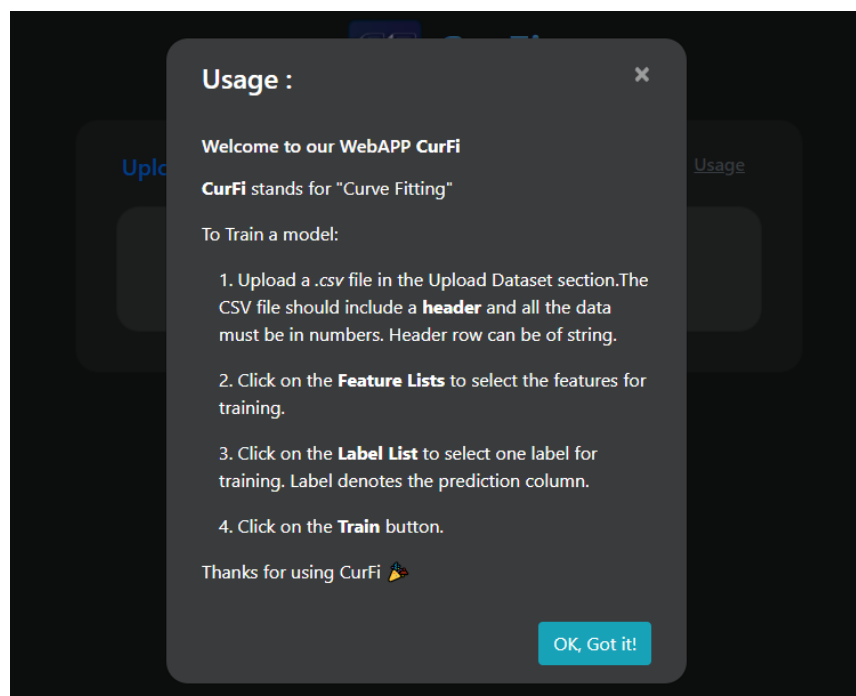 Usage :
×
Welcome to our WebAPP CurFi
Uplo
Usage
CurFi stands for "Curve Fitting"
To Train a model:
1. Upload a .csv file in the Upload Dataset section.The
CSV file should include a header and all the data
must be in numbers. Header row can be of string.
2. Click on the Feature Lists to select the features for
training.
3. Click on the Label List to select one label for
training. Label denotes the prediction column.
4. Click on the Train button.
Thanks for using CurFi 🎉
OK, Got it!